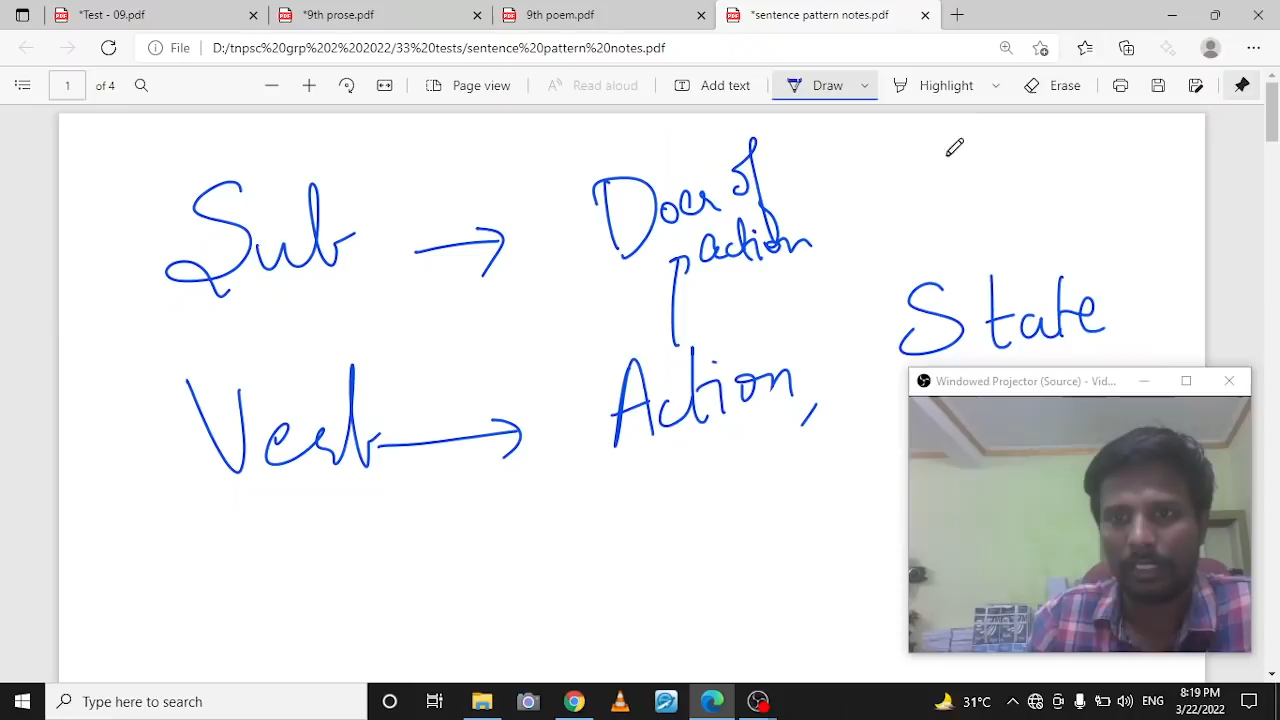 *Test - 09.pdf
*9th prose.pdf
9th poem.pdf
*sentence pattern notes.pdf
File
D:/tnpsc%20grp%202%202022/33%20tests/sentence%20pattern%20notes.pdf
1 of 4
Page view
Read aloud
Add text
Draw
Highlight
Erase
Sub → Doer of
action
State
Verb → Action,
Windowed Projector (Source) - Vid...
Type here to search
31°C
ENG
8:19 PM
3/22/2022